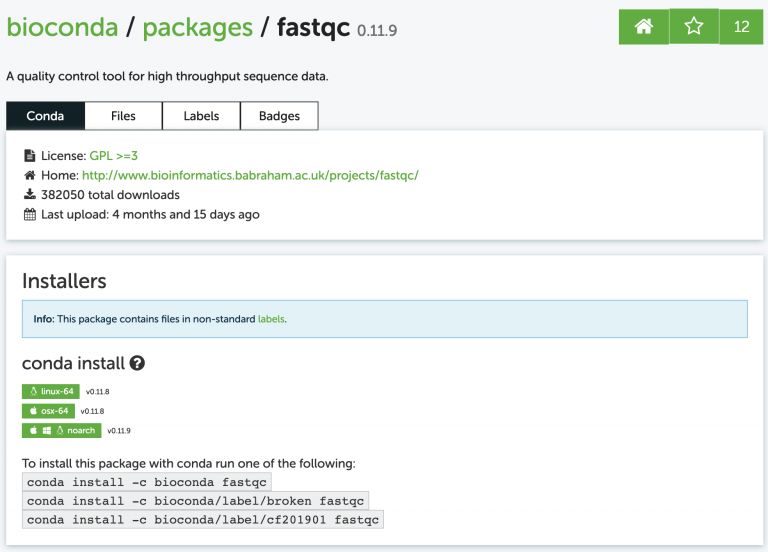 bioconda / packages / fastqc 0.11.9
12
A quality control tool for high throughput sequence data.
Conda Files Labels Badges
License: GPL >=3
Home: http://www.bioinformatics.babraham.ac.uk/projects/fastqc/
382050 total downloads
Last upload: 4 months and 15 days ago
Installers
Info: This package contains files in non-standard labels.
conda install ?
linux-64 v0.11.8
osx-64 v0.11.8
noarch v0.11.9
To install this package with conda run one of the following:
conda install -c bioconda fastqc
conda install -c bioconda/label/broken fastqc
conda install -c bioconda/label/cf201901 fastqc